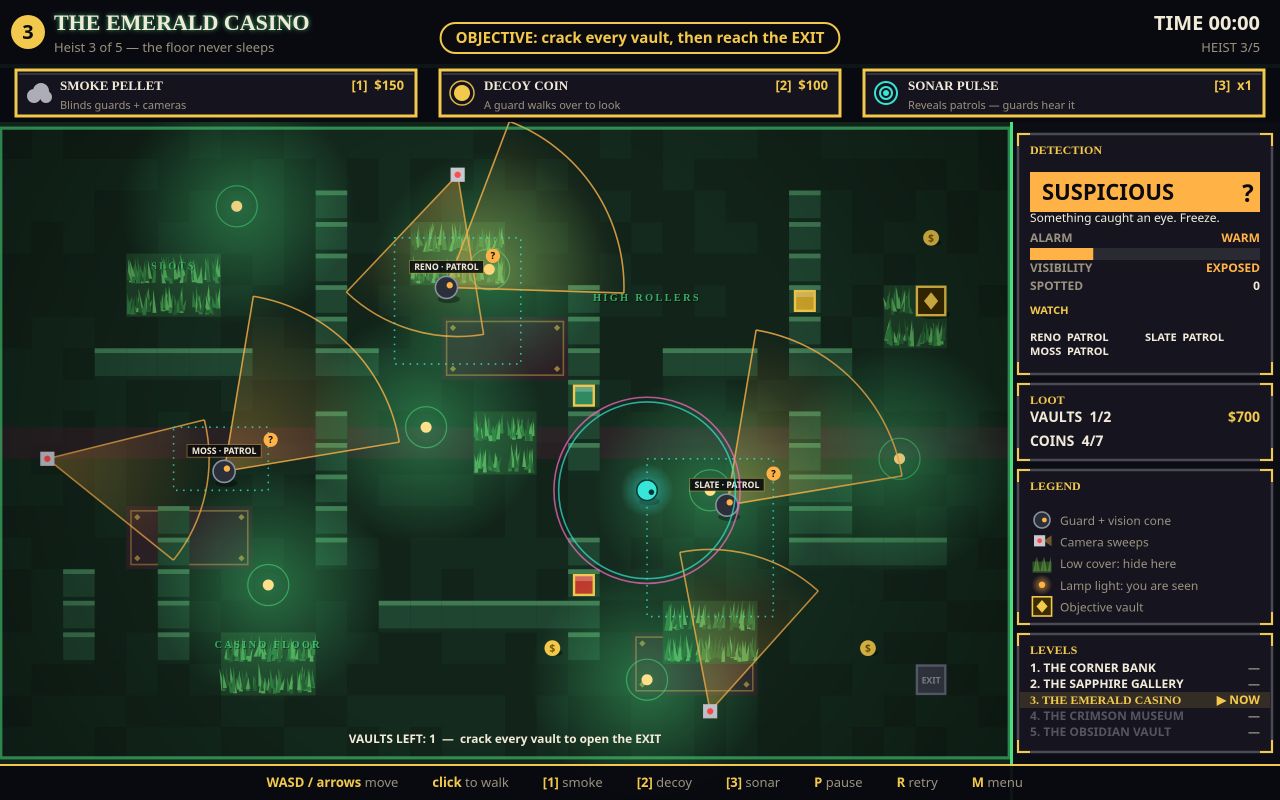 3
THE EMERALD CASINO
Heist 3 of 5 — the floor never sleeps
OBJECTIVE: crack every vault, then reach the EXIT
TIME 00:00
HEIST 3/5
SMOKE PELLET [1] $150
Blinds guards + cameras
DECOY COIN [2] $100
A guard walks over to look
SONAR PULSE [3] x1
Reveals patrols — guards hear it
SLOTS
RENO · PATROL
?
HIGH ROLLERS
$
MOSS · PATROL
?
SLATE · PATROL
?
CASINO FLOOR
$
$
EXIT
VAULTS LEFT: 1 — crack every vault to open the EXIT
DETECTION
SUSPICIOUS ?
Something caught an eye. Freeze.
ALARM WARM
VISIBILITY EXPOSED
SPOTTED 0
WATCH
RENO PATROL SLATE PATROL
MOSS PATROL
LOOT
VAULTS 1/2 $700
COINS 4/7
LEGEND
Guard + vision cone
Camera sweeps
Low cover: hide here
Lamp light: you are seen
Objective vault
LEVELS
1. THE CORNER BANK —
2. THE SAPPHIRE GALLERY —
3. THE EMERALD CASINO ▶ NOW
4. THE CRIMSON MUSEUM —
5. THE OBSIDIAN VAULT —
WASD / arrows move click to walk [1] smoke [2] decoy [3] sonar P pause R retry M menu